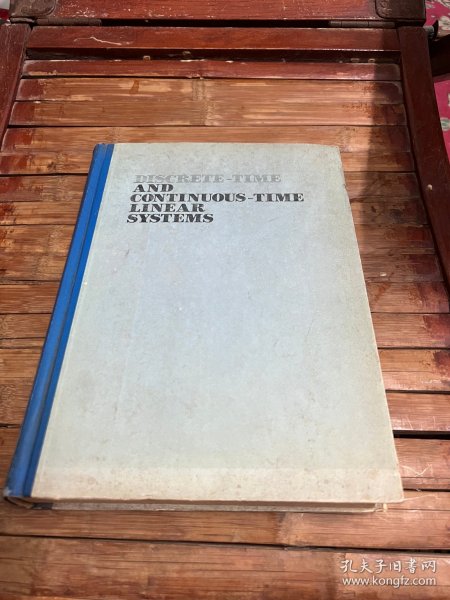 DISCRETE-TIME
AND
CONTINUOUS-TIME
LINEAR
SYSTEMS
孔夫子旧书网
www.kongfz.com